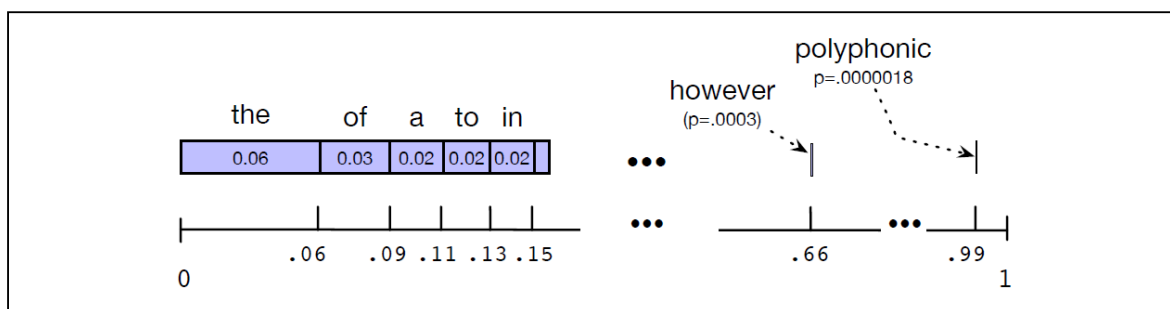 polyphonic
p=.0000018
however
(p=.0003)
the of a to in
0.06 0.03 0.02 0.02 0.02
•••
••• •••
.06 .09 .11 .13 .15 .66 .99
0 1